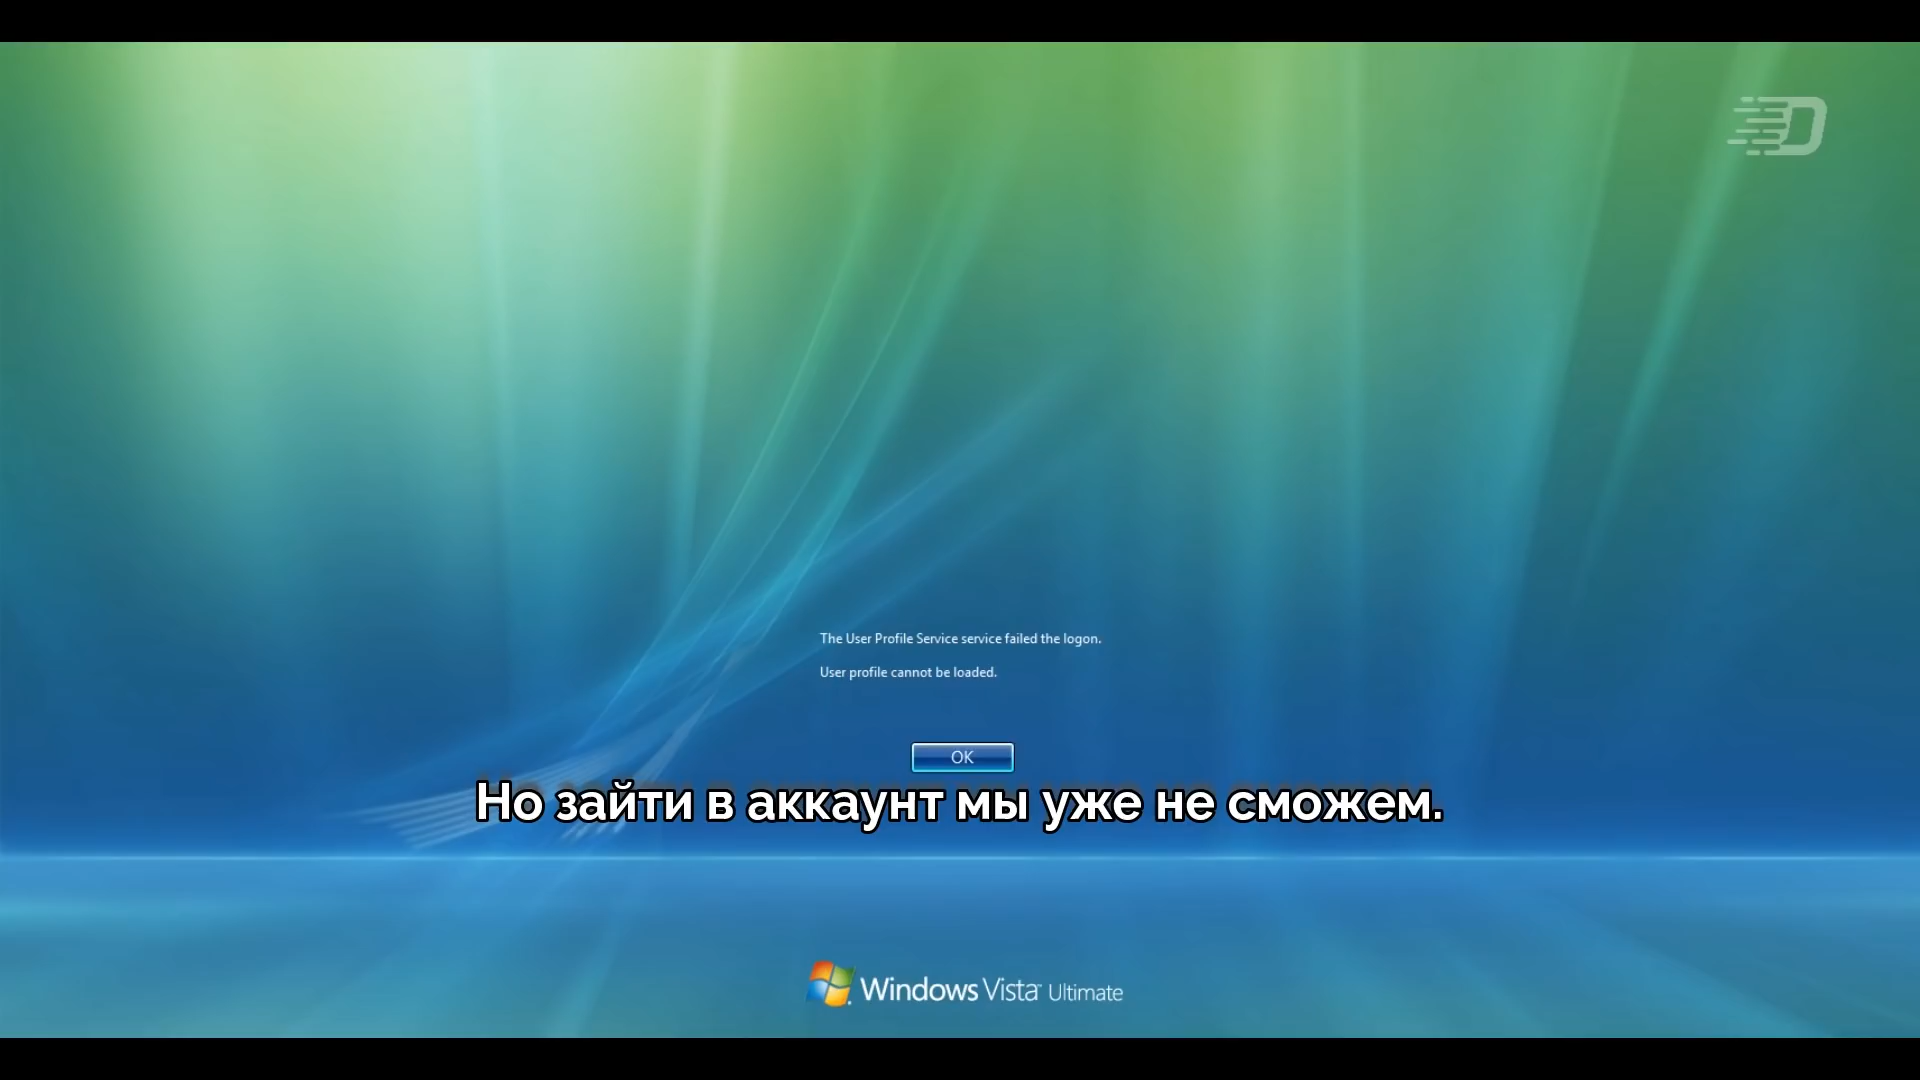 The User Profile Service service failed the logon.
User profile cannot be loaded.
OK
Но зайти в аккаунт мы уже не сможем.
Windows Vista™ Ultimate